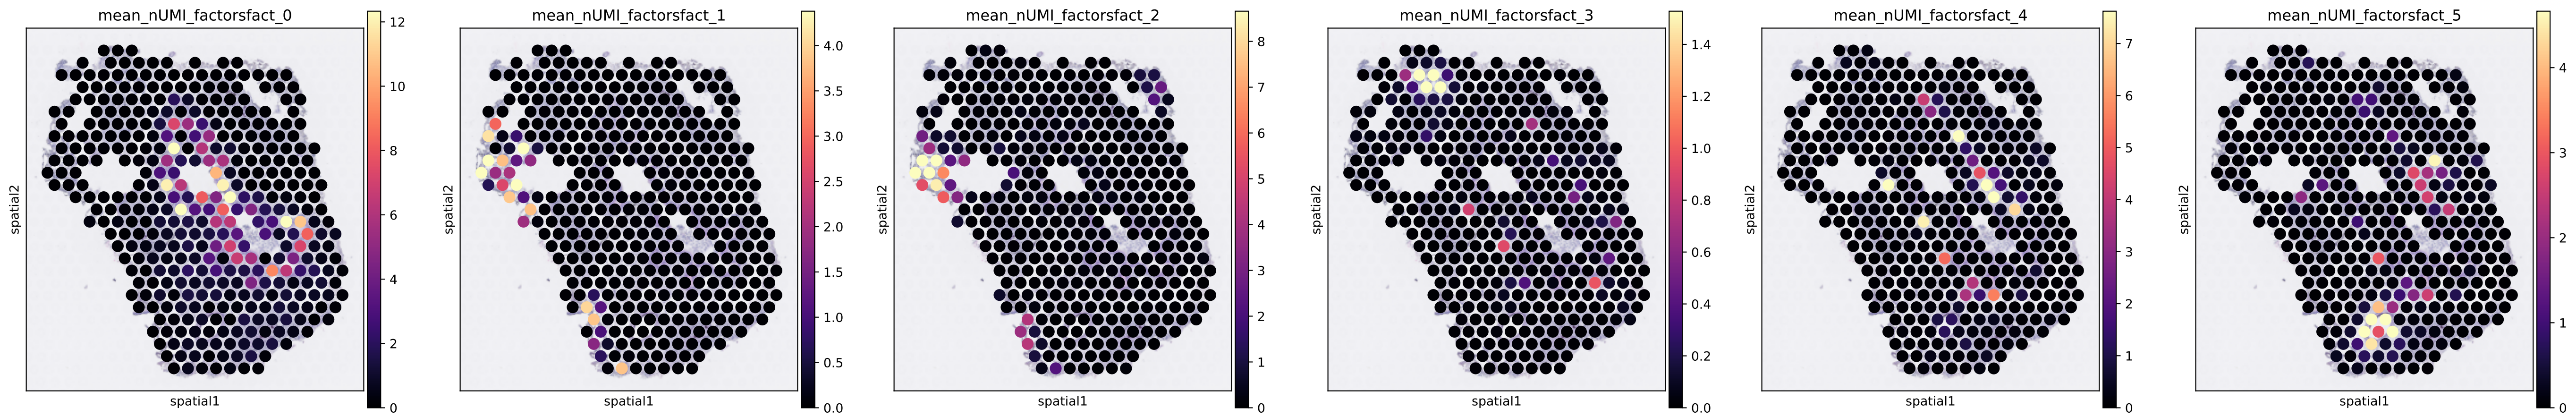 mean_nUMI_factorsfact_0
spatial2
spatial1
12
10
8
6
4
2
0
mean_nUMI_factorsfact_1
spatial2
spatial1
4.0
3.5
3.0
2.5
2.0
1.5
1.0
0.5
0.0
mean_nUMI_factorsfact_2
spatial2
spatial1
8
7
6
5
4
3
2
1
0
mean_nUMI_factorsfact_3
spatial2
spatial1
1.4
1.2
1.0
0.8
0.6
0.4
0.2
0.0
mean_nUMI_factorsfact_4
spatial2
spatial1
7
6
5
4
3
2
1
0
mean_nUMI_factorsfact_5
spatial2
spatial1
4
3
2
1
0